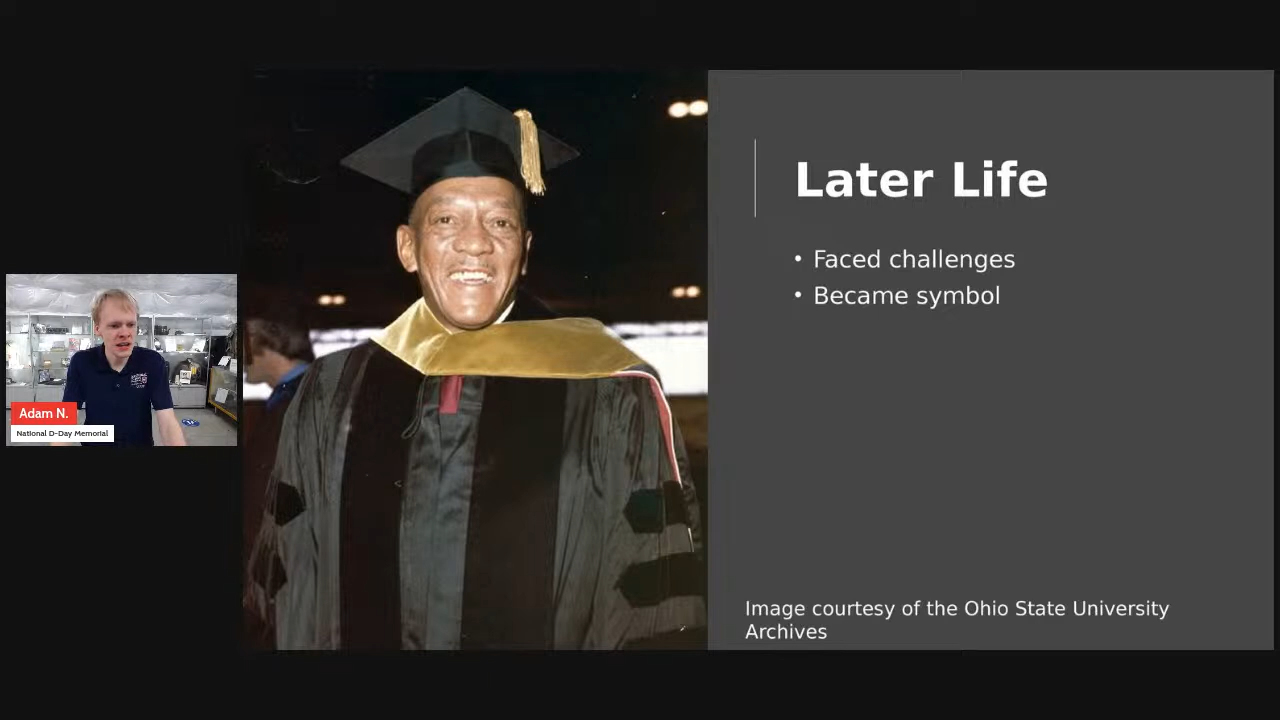 Later Life
• Faced challenges
• Became symbol
Adam N.
National D-Day Memorial
Image courtesy of the Ohio State University
Archives